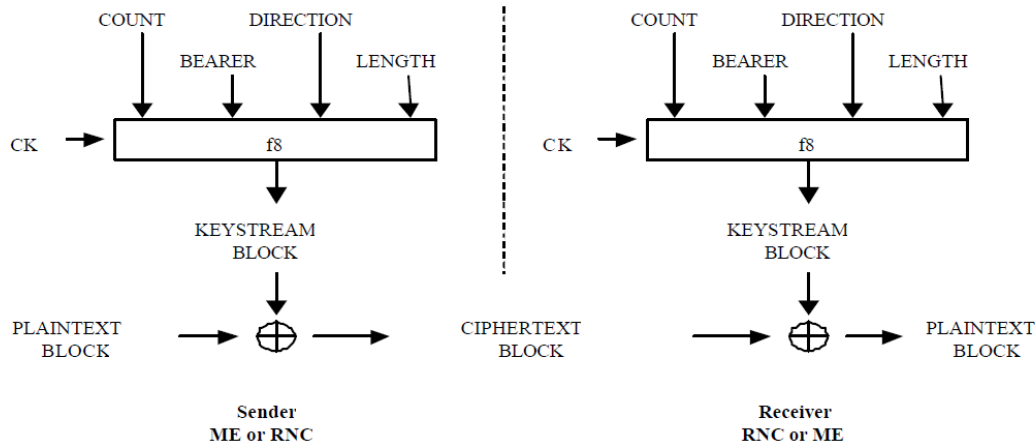 COUNT DIRECTION COUNT DIRECTION
BEARER LENGTH BEARER LENGTH
CK f8 CK f8
KEYSTREAM KEYSTREAM
BLOCK BLOCK
PLAINTEXT CIPHERTEXT PLAINTEXT
BLOCK BLOCK BLOCK
Sender Receiver
ME or RNC RNC or ME